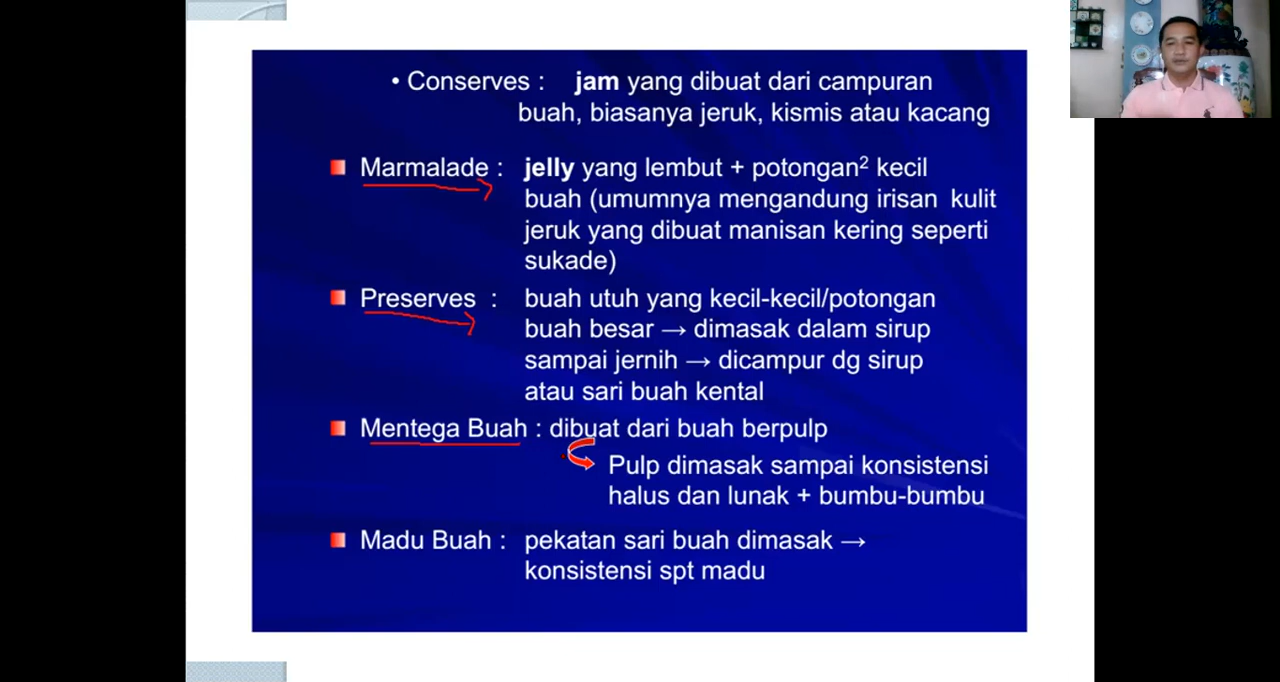 • Conserves : jam yang dibuat dari campuran
buah, biasanya jeruk, kismis atau kacang
Marmalade : jelly yang lembut + potongan² kecil
buah (umumnya mengandung irisan kulit
jeruk yang dibuat manisan kering seperti
sukade)
Preserves : buah utuh yang kecil-kecil/potongan
buah besar → dimasak dalam sirup
sampai jernih → dicampur dg sirup
atau sari buah kental
Mentega Buah : dibuat dari buah berpulp
Pulp dimasak sampai konsistensi
halus dan lunak + bumbu-bumbu
Madu Buah : pekatan sari buah dimasak →
konsistensi spt madu